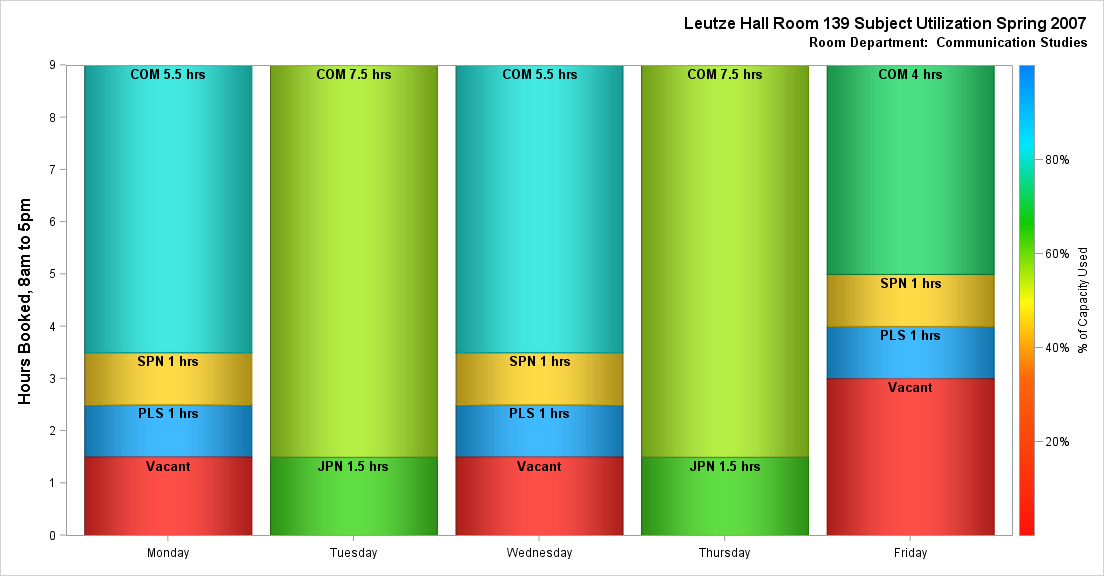 Leutze Hall Room 139 Subject Utilization Spring 2007
Room Department:  Communication Studies
Hours Booked, 8am to 5pm
9
8
7
6
5
4
3
2
1
0
COM 5.5 hrs
SPN 1 hrs
PLS 1 hrs
Vacant
COM 7.5 hrs
JPN 1.5 hrs
COM 5.5 hrs
SPN 1 hrs
PLS 1 hrs
Vacant
COM 7.5 hrs
JPN 1.5 hrs
COM 4 hrs
SPN 1 hrs
PLS 1 hrs
Vacant
Monday
Tuesday
Wednesday
Thursday
Friday
80%
60%
40%
20%
% of Capacity Used